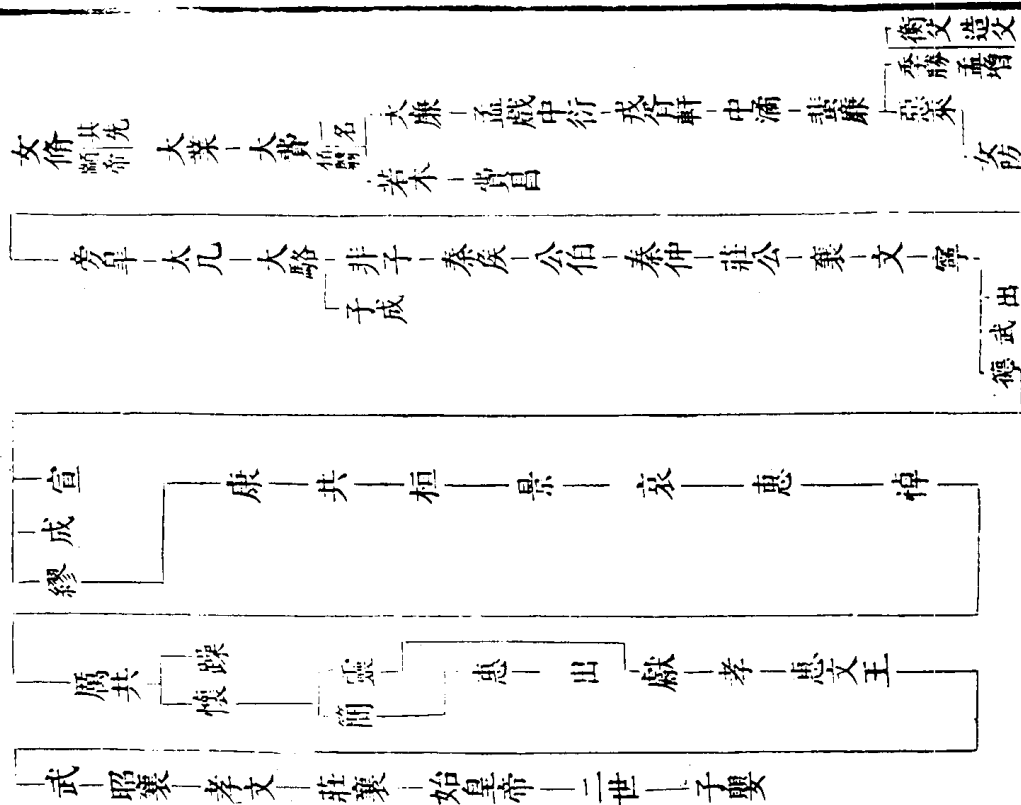 衡父 造父
季勝 孟增
女脩 其先顓帝 大業 大費 一名伯翳 大廉 孟戲中衍 戎胥軒 中潏 蜚廉 惡來
若木 費昌
女防
旁皐 太几 大駱 非子 秦侯 公伯 秦仲 莊公 襄 文 寧
子成
出
武
德
宣
成
繆
康 共 桓 景 哀 惠 悼
厲共
躁
懷
靈
簡
惠 出 獻 孝 惠文王
武 昭襄 孝文 莊襄 始皇帝 二世 子嬰